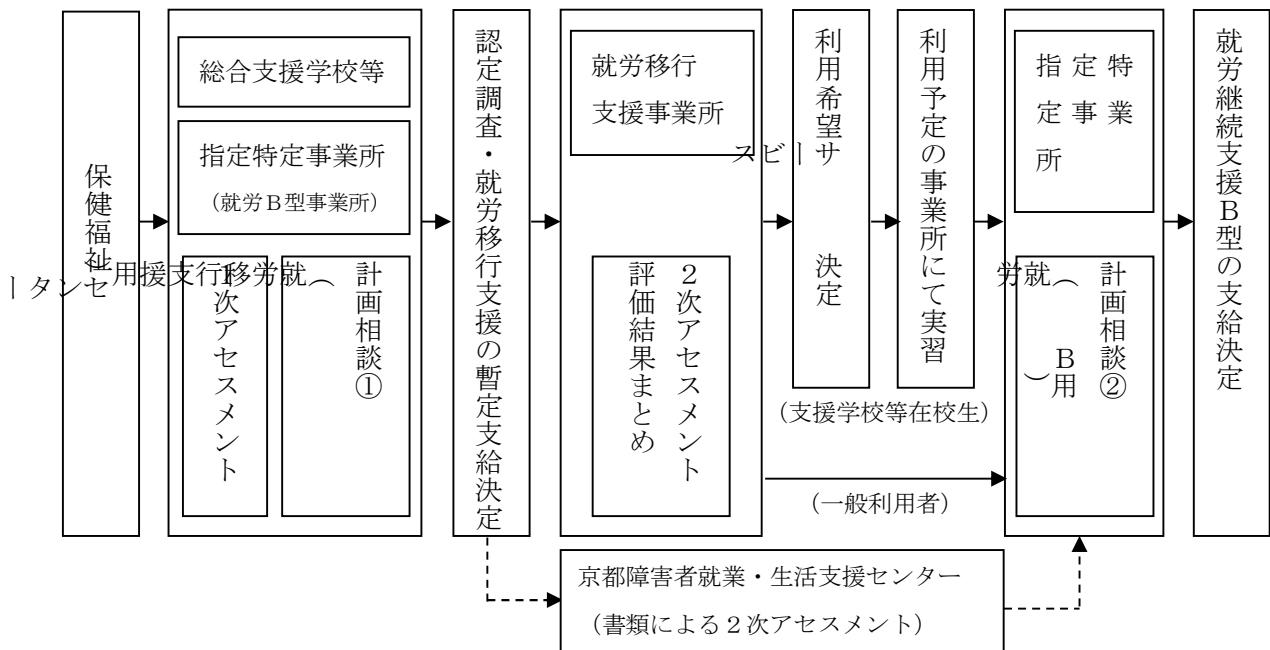 保健福祉センター
総合支援学校等
指定特定事業所
（就労Ｂ型事業所）
１次アセスメント
計画相談①
（就労移行支援用
認定調査・就労移行支援の暫定支給決定
就労移行
支援事業所
２次アセスメント
評価結果まとめ
利用希望サービス
決定
利用予定の事業所にて実習
（支援学校等在校生）
（一般利用者）
指定特
定事業
所
計画相談②
（就労
Ｂ用）
就労継続支援Ｂ型の支給決定
京都障害者就業・生活支援センター
（書類による２次アセスメント）